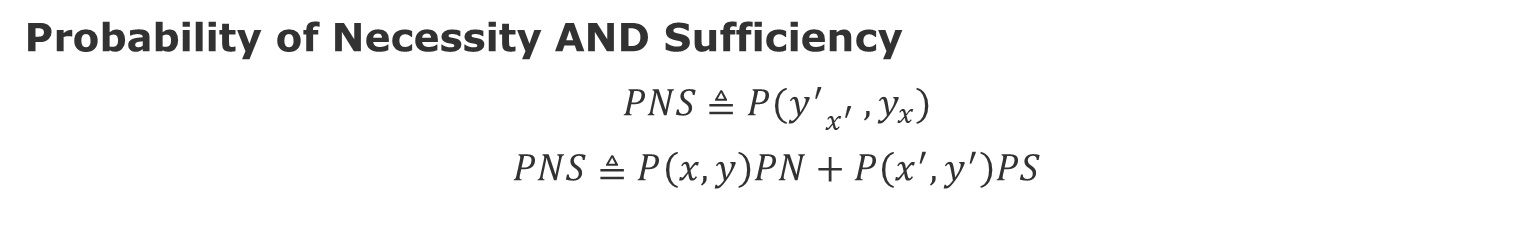 Probability of Necessity AND Sufficiency
PNS ≜ P(y′ₓ′ , yₓ)
PNS ≜ P(x, y)PN + P(x′, y′)PS